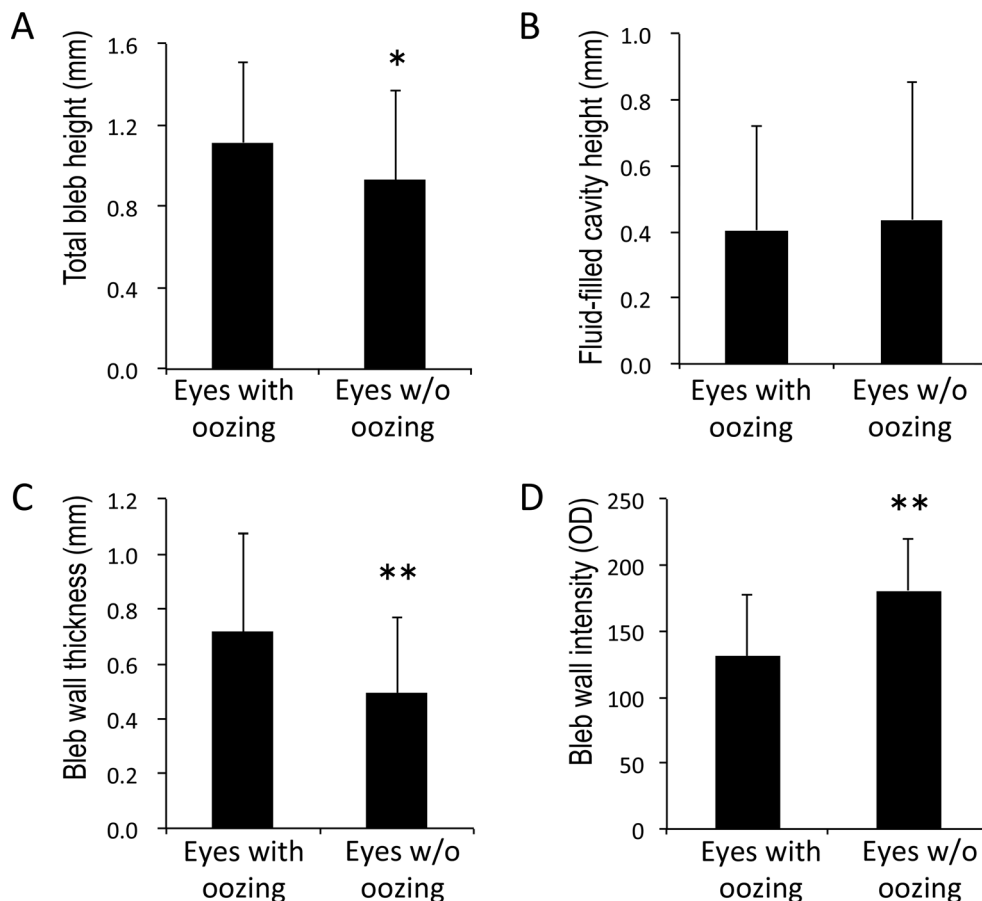 A
Total bleb height (mm)
1.6
1.2
0.8
0.4
0.0
*
Eyes with
oozing
Eyes w/o
oozing
B
Fluid-filled cavity height (mm)
1.0
0.8
0.6
0.4
0.2
0.0
Eyes with
oozing
Eyes w/o
oozing
C
Bleb wall thickness (mm)
1.2
1.0
0.8
0.6
0.4
0.2
0.0
**
Eyes with
oozing
Eyes w/o
oozing
D
Bleb wall intensity (OD)
250
200
150
100
50
0
**
Eyes with
oozing
Eyes w/o
oozing